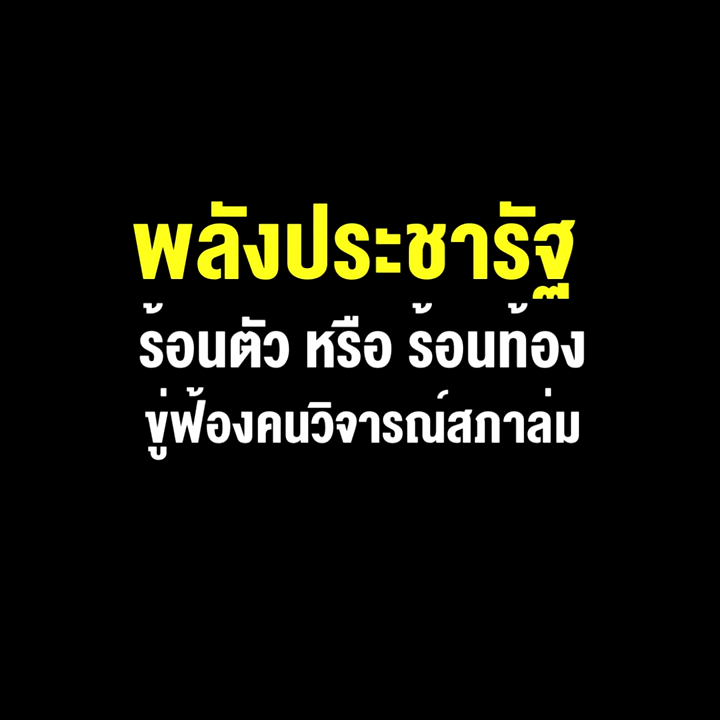 พลังประชารัฐ
ร้อนตัว หรือ ร้อนท้อง
ขู่ฟ้องคนวิจารณ์สภาล่ม